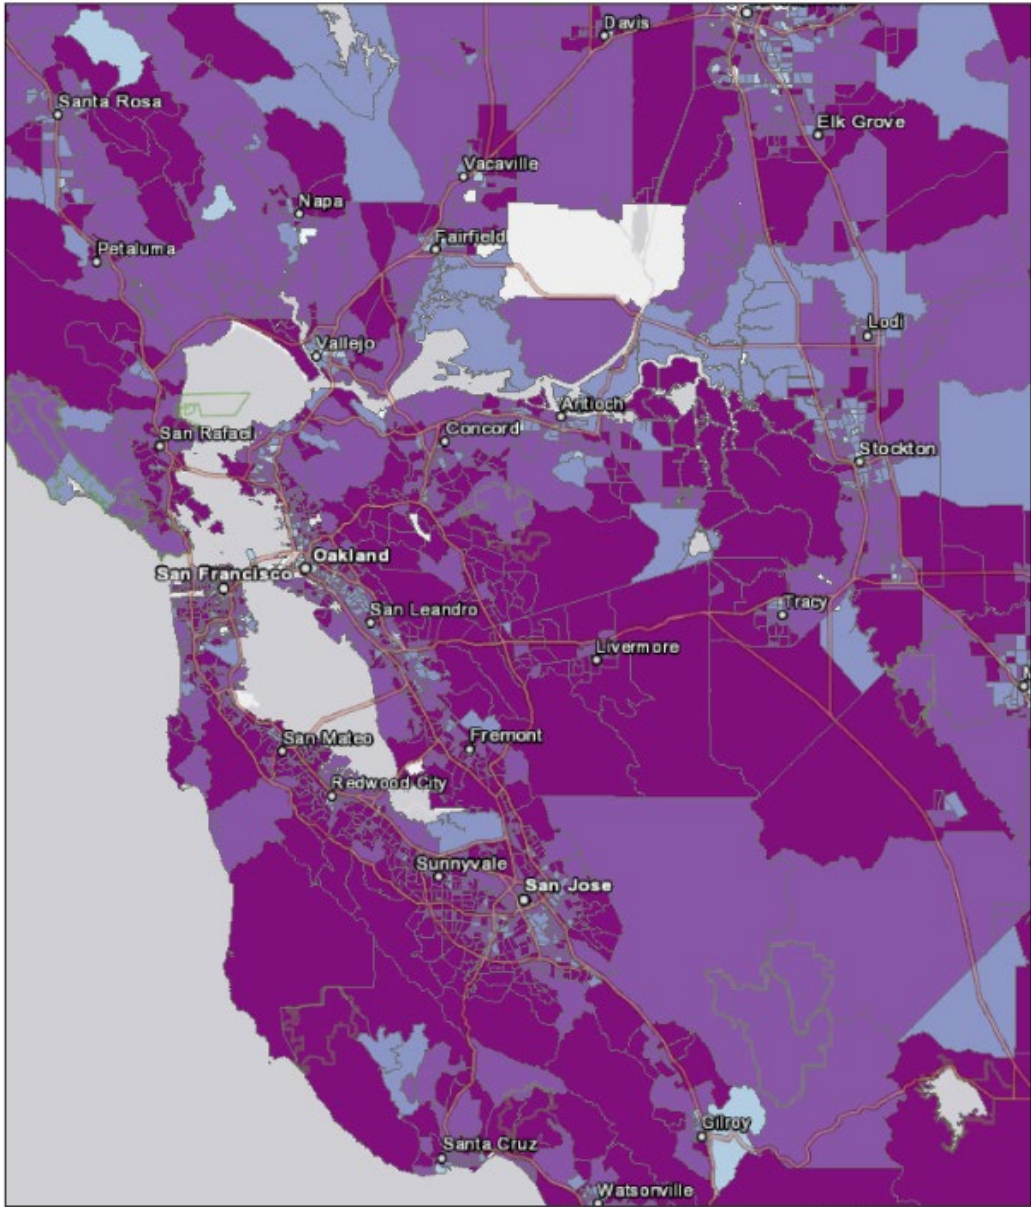 Davis
Santa Rosa
Elk Grove
Vacaville
Napa
Fairfield
Petaluma
Lodi
Vallejo
Antioch
Concord
San Rafael
Stockton
Oakland
San Francisco
Tracy
San Leandro
Livermore
Fremont
San Mateo
Redwood City
Sunnyvale
San Jose
Gilroy
Santa Cruz
Watsonville